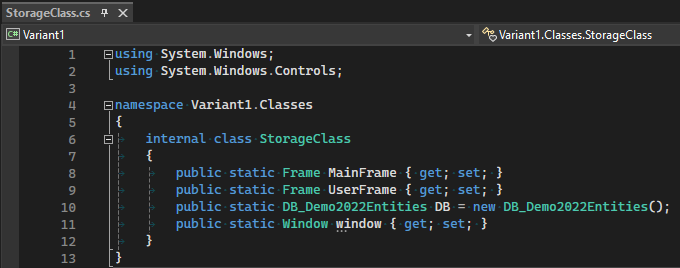 StorageClass.cs
C# Variant1 Variant1.Classes.StorageClass
1 using System.Windows;
2 using System.Windows.Controls;
3
4 namespace Variant1.Classes
5 {
6 internal class StorageClass
7 {
8 public static Frame MainFrame { get; set; }
9 public static Frame UserFrame { get; set; }
10 public static DB_Demo2022Entities DB = new DB_Demo2022Entities();
11 public static Window window { get; set; }
12 }
13 }